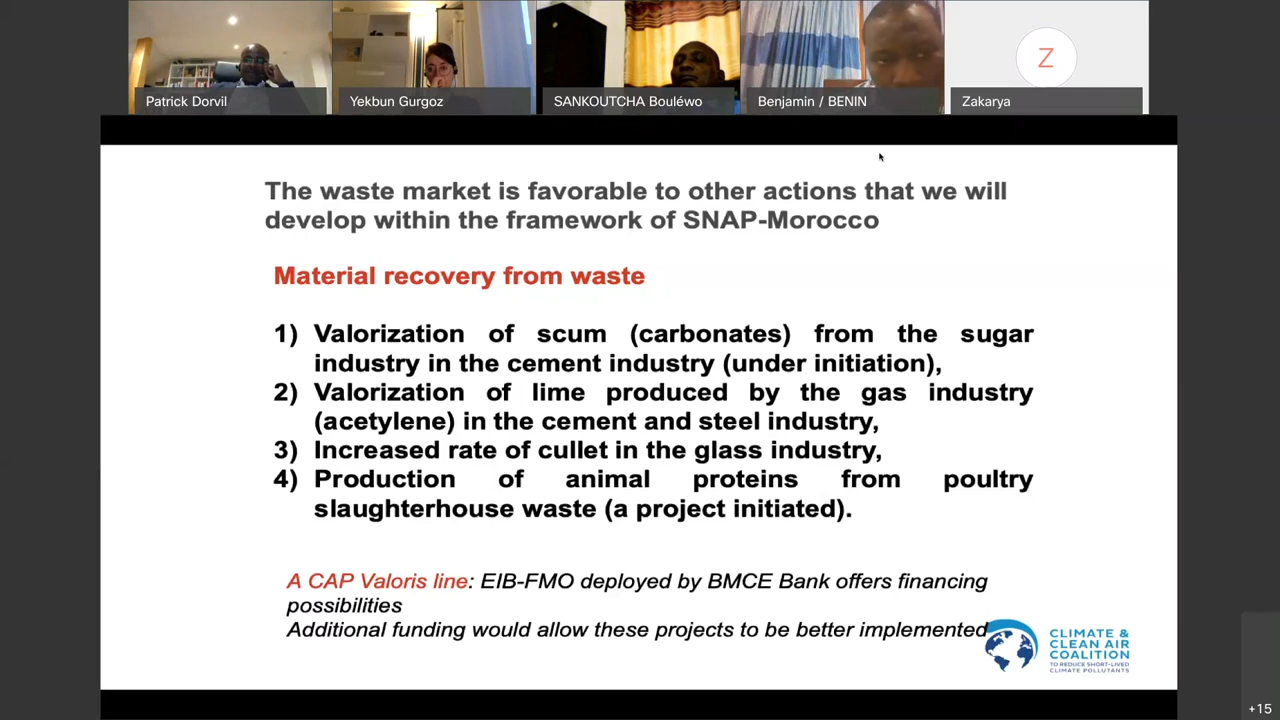 Patrick Dorvil
Yekbun Gurgoz
SANKOUTCHA Bouléwo
Benjamin / BENIN
Z
Zakarya
The waste market is favorable to other actions that we will
develop within the framework of SNAP-Morocco
Material recovery from waste
1) Valorization of scum (carbonates) from the sugar
industry in the cement industry (under initiation),
2) Valorization of lime produced by the gas industry
(acetylene) in the cement and steel industry,
3) Increased rate of cullet in the glass industry,
4) Production of animal proteins from poultry
slaughterhouse waste (a project initiated).
A CAP Valoris line: EIB-FMO deployed by BMCE Bank offers financing
possibilities
Additional funding would allow these projects to be better implemented
CLIMATE &
CLEAN AIR
COALITION
TO REDUCE SHORT-LIVED
CLIMATE POLLUTANTS
+15